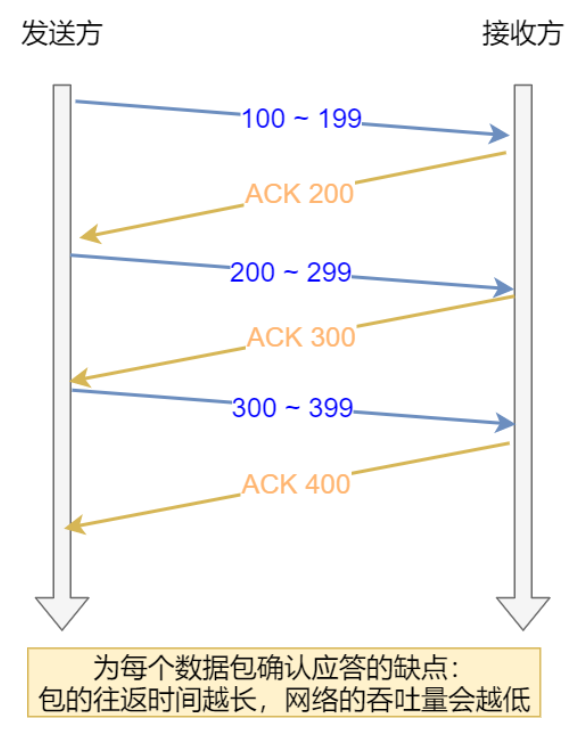 发送方
接收方
100 ~ 199
ACK 200
200 ~ 299
ACK 300
300 ~ 399
ACK 400
为每个数据包确认应答的缺点：
包的往返时间越长，网络的吞吐量会越低